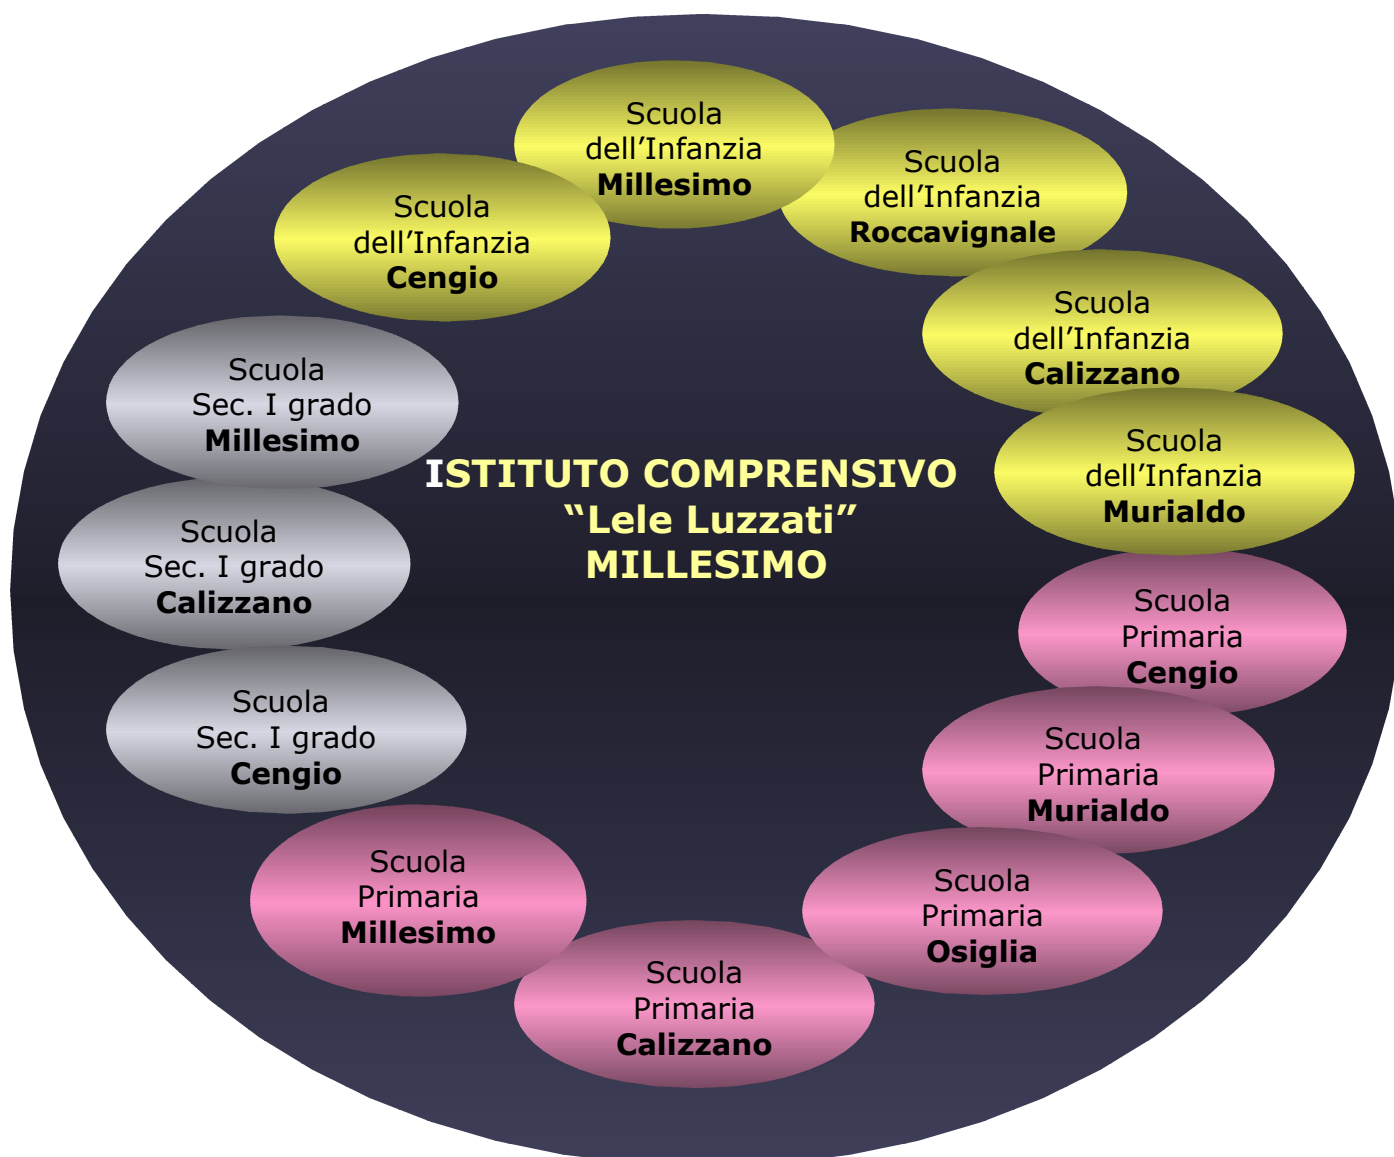 Scuola
dell’Infanzia
Millesimo
Scuola
dell’Infanzia
Roccavignale
Scuola
dell’Infanzia
Cengio
Scuola
dell’Infanzia
Calizzano
Scuola
Sec. I grado
Millesimo
Scuola
dell’Infanzia
Murialdo
ISTITUTO COMPRENSIVO
“Lele Luzzati”
MILLESIMO
Scuola
Sec. I grado
Calizzano
Scuola
Primaria
Cengio
Scuola
Sec. I grado
Cengio
Scuola
Primaria
Murialdo
Scuola
Primaria
Millesimo
Scuola
Primaria
Osiglia
Scuola
Primaria
Calizzano